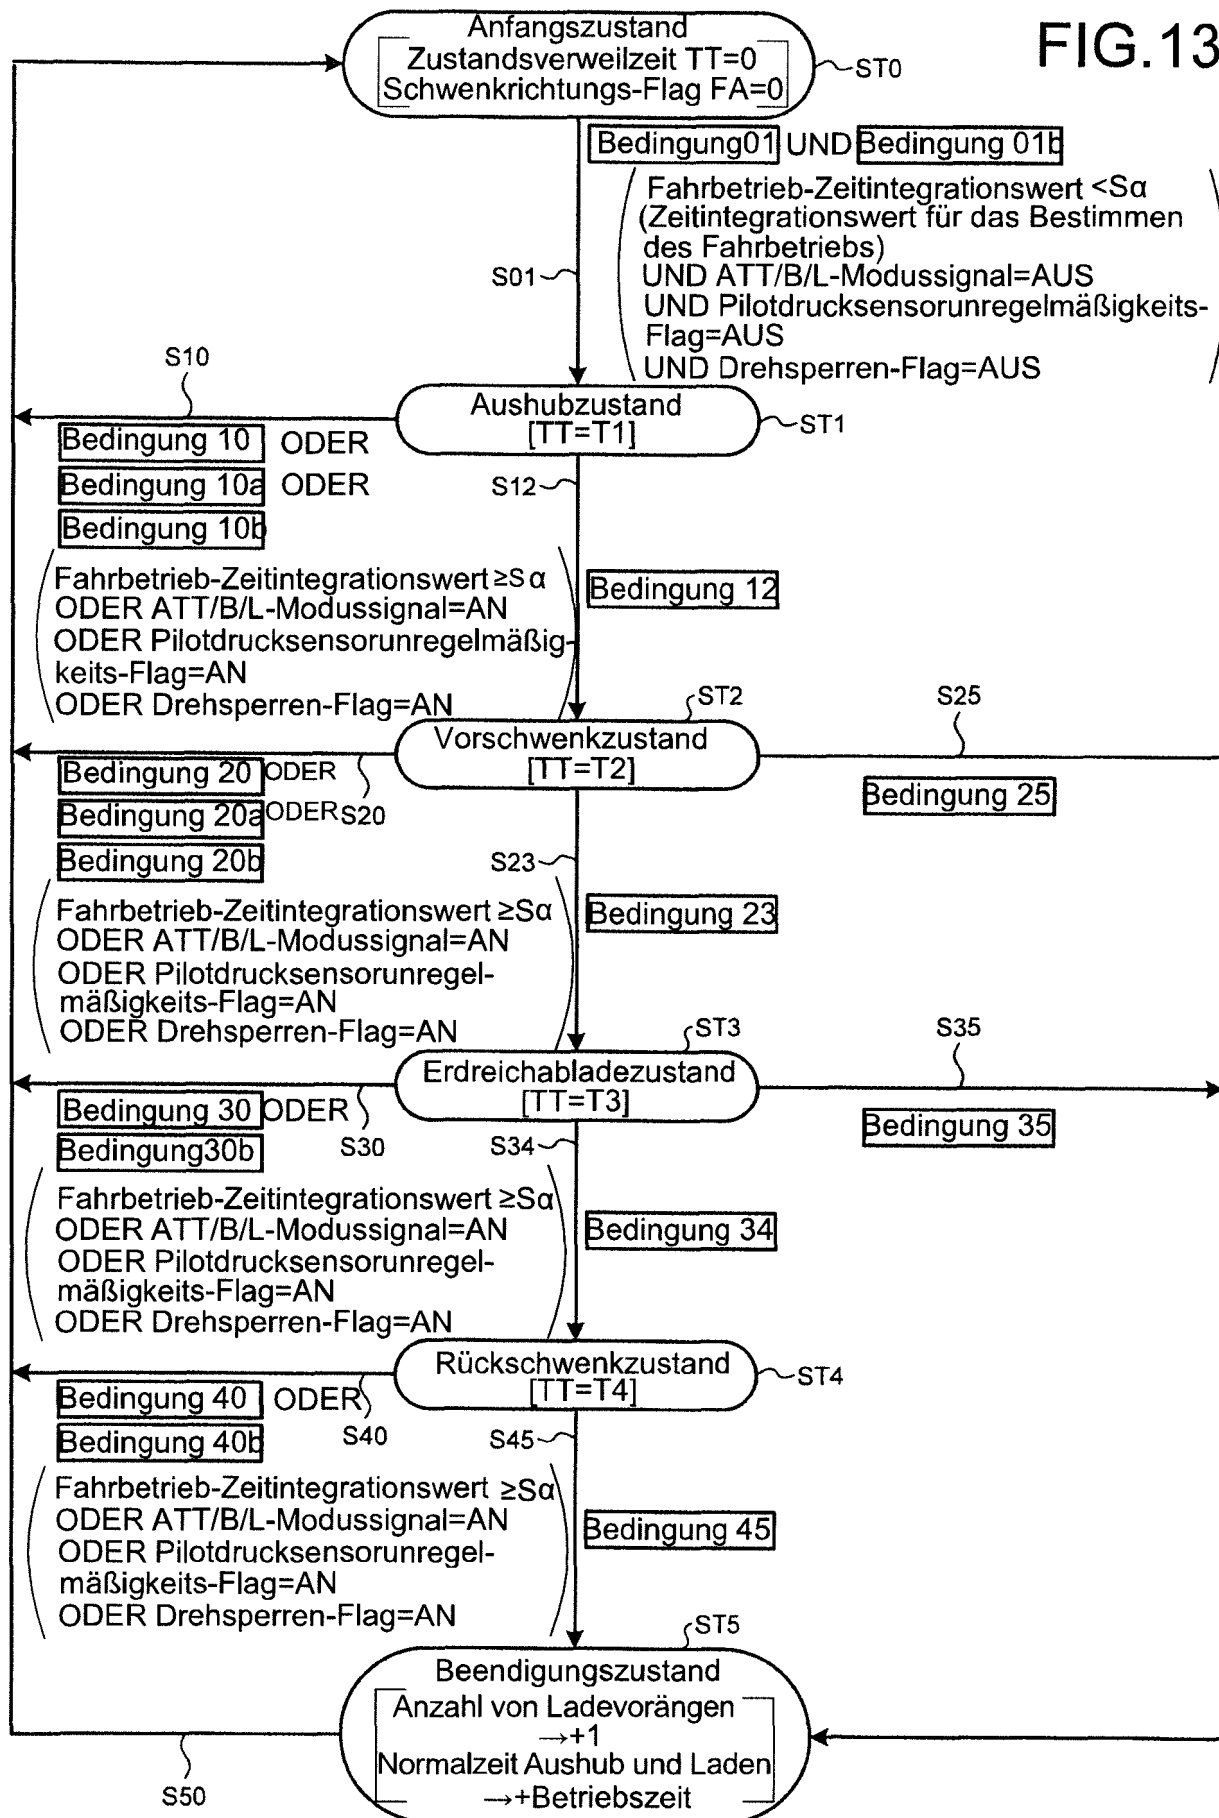 FIG.13
Anfangszustand
Zustandsverweilzeit TT=0
Schwenkrichtungs-Flag FA=0
ST0
Bedingung01 UND Bedingung 01b
Fahrbetrieb-Zeitintegrationswert <Sα
(Zeitintegrationswert für das Bestimmen
des Fahrbetriebs)
UND ATT/B/L-Modussignal=AUS
UND Pilotdrucksensorunregelmäßigkeits-
Flag=AUS
UND Drehsperren-Flag=AUS
S01
S10
Aushubzustand
[TT=T1]
ST1
Bedingung 10 ODER
Bedingung 10a ODER
Bedingung 10b
S12
Fahrbetrieb-Zeitintegrationswert ≥Sα
ODER ATT/B/L-Modussignal=AN
ODER Pilotdrucksensorunregelmäßig-
keits-Flag=AN
ODER Drehsperren-Flag=AN
Bedingung 12
ST2
S25
Vorschwenkzustand
[TT=T2]
Bedingung 20 ODER
Bedingung 20a ODER S20
Bedingung 20b
Bedingung 25
S23
Fahrbetrieb-Zeitintegrationswert ≥Sα
ODER ATT/B/L-Modussignal=AN
ODER Pilotdrucksensorunregel-
mäßigkeits-Flag=AN
ODER Drehsperren-Flag=AN
Bedingung 23
ST3
S35
Erdreichabladezustand
[TT=T3]
Bedingung 30 ODER
Bedingung30b
S30
S34
Bedingung 35
Fahrbetrieb-Zeitintegrationswert ≥Sα
ODER ATT/B/L-Modussignal=AN
ODER Pilotdrucksensorunregel-
mäßigkeits-Flag=AN
ODER Drehsperren-Flag=AN
Bedingung 34
Rückschwenkzustand
[TT=T4]
ST4
Bedingung 40 ODER
Bedingung 40b
S40
S45
Fahrbetrieb-Zeitintegrationswert ≥Sα
ODER ATT/B/L-Modussignal=AN
ODER Pilotdrucksensorunregel-
mäßigkeits-Flag=AN
ODER Drehsperren-Flag=AN
Bedingung 45
ST5
Beendigungszustand
Anzahl von Ladevorängen
→+1
Normalzeit Aushub und Laden
→+Betriebszeit
S50